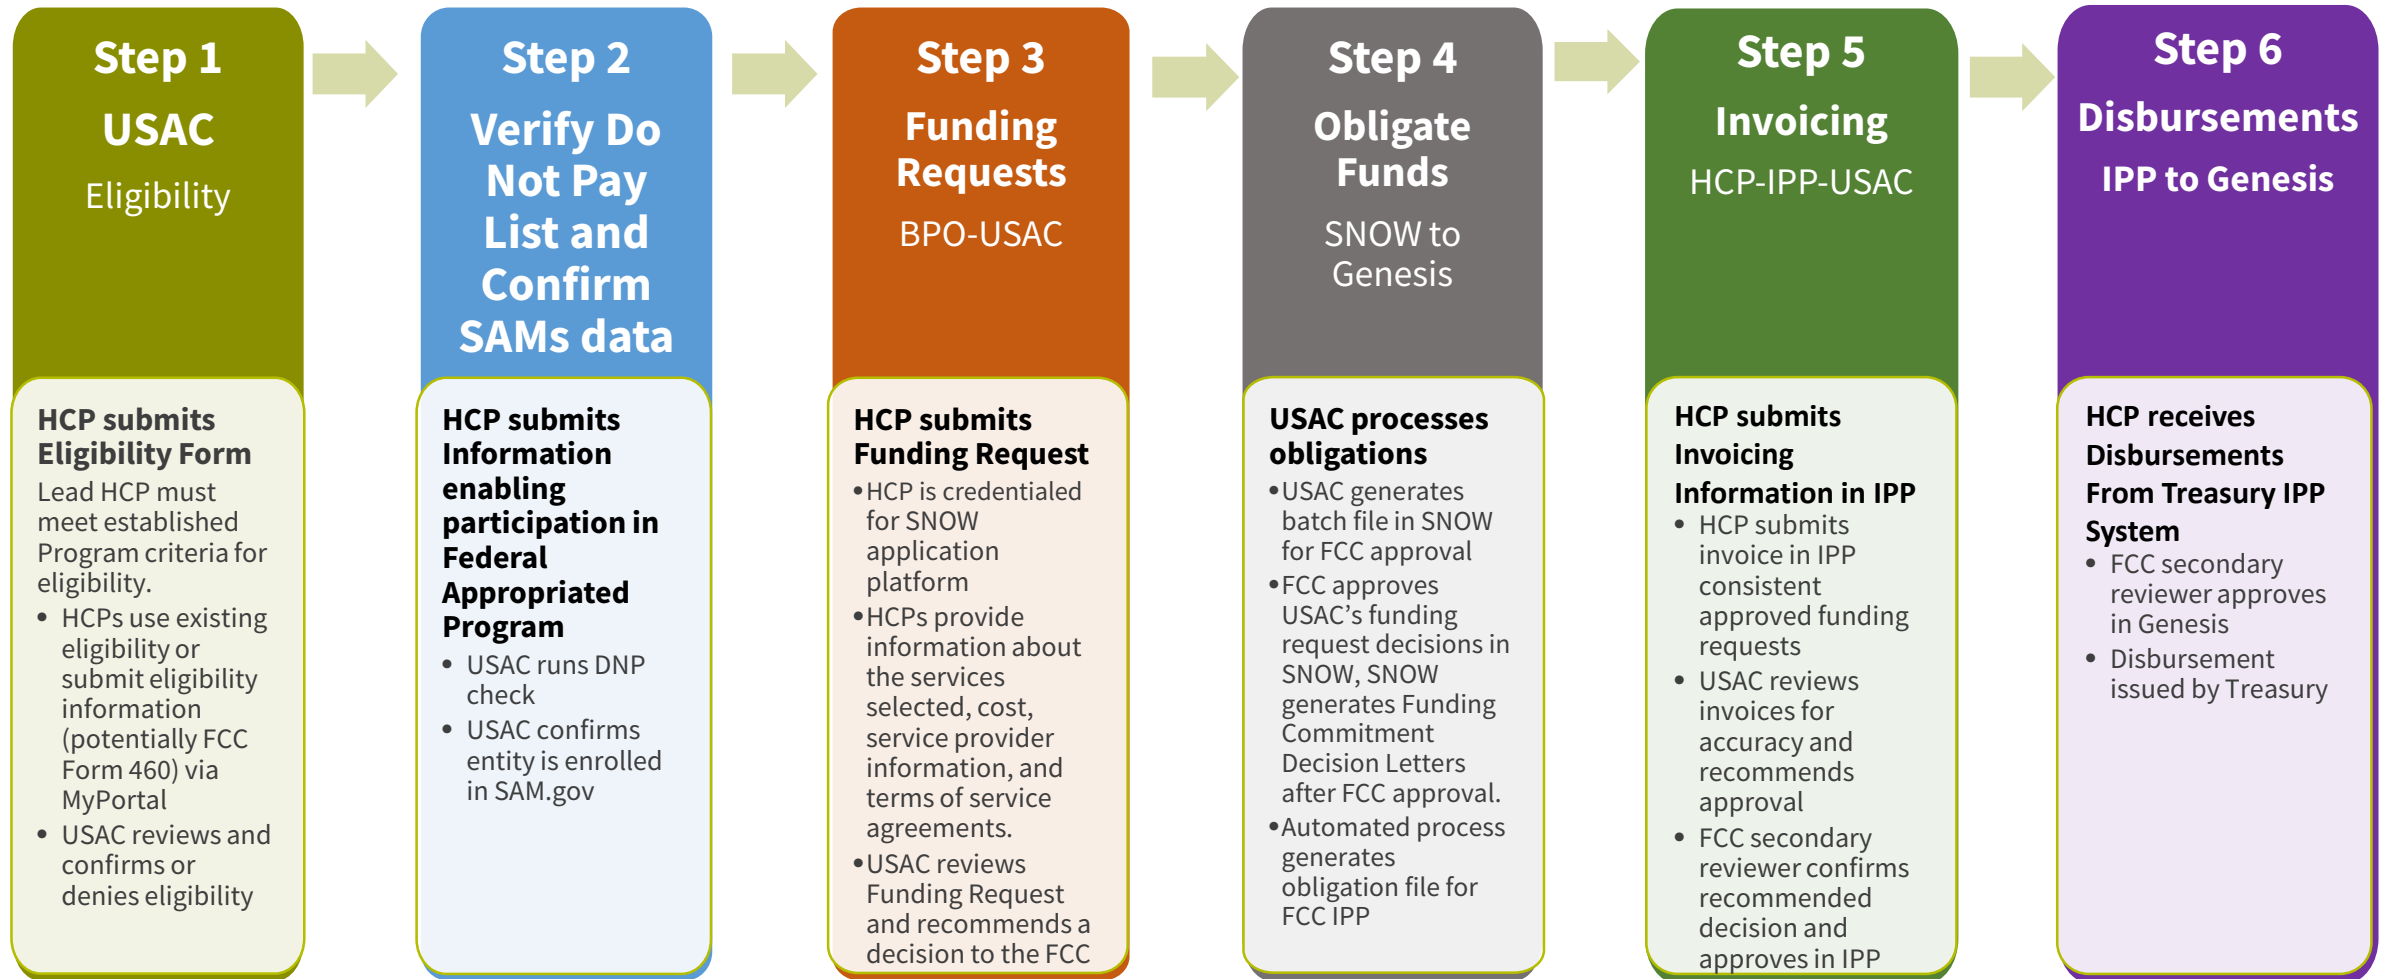 Step 1
USAC
Eligibility
HCP submits
Eligibility Form
Lead HCP must
meet established
Program criteria for
eligibility.
• HCPs use existing
eligibility or
submit eligibility
information
(potentially FCC
Form 460) via
MyPortal
• USAC reviews and
confirms or
denies eligibility
Step 2
Verify Do
Not Pay
List and
Confirm
SAMs data
HCP submits
Information
enabling
participation in
Federal
Appropriated
Program
• USAC runs DNP
check
• USAC confirms
entity is enrolled
in SAM.gov
Step 3
Funding
Requests
BPO-USAC
HCP submits
Funding Request
•HCP is credentialed
for SNOW
application
platform
•HCPs provide
information about
the services
selected, cost,
service provider
information, and
terms of service
agreements.
•USAC reviews
Funding Request
and recommends a
decision to the FCC
Step 4
Obligate
Funds
SNOW to
Genesis
USAC processes
obligations
•USAC generates
batch file in SNOW
for FCC approval
•FCC approves
USAC’s funding
request decisions in
SNOW, SNOW
generates Funding
Commitment
Decision Letters
after FCC approval.
•Automated process
generates
obligation file for
FCC IPP
Step 5
Invoicing
HCP-IPP-USAC
HCP submits
Invoicing
Information in IPP
• HCP submits
invoice in IPP
consistent
approved funding
requests
• USAC reviews
invoices for
accuracy and
recommends
approval
• FCC secondary
reviewer confirms
recommended
decision and
approves in IPP
Step 6
Disbursements
IPP to Genesis
HCP receives
Disbursements
From Treasury IPP
System
• FCC secondary
reviewer approves
in Genesis
• Disbursement
issued by Treasury